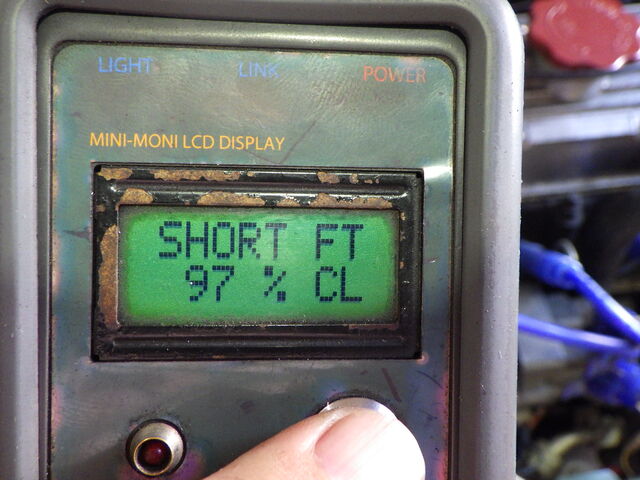 LIGHT LINK POWER
MINI-MONI LCD DISPLAY
SHORT FT
97 % CL